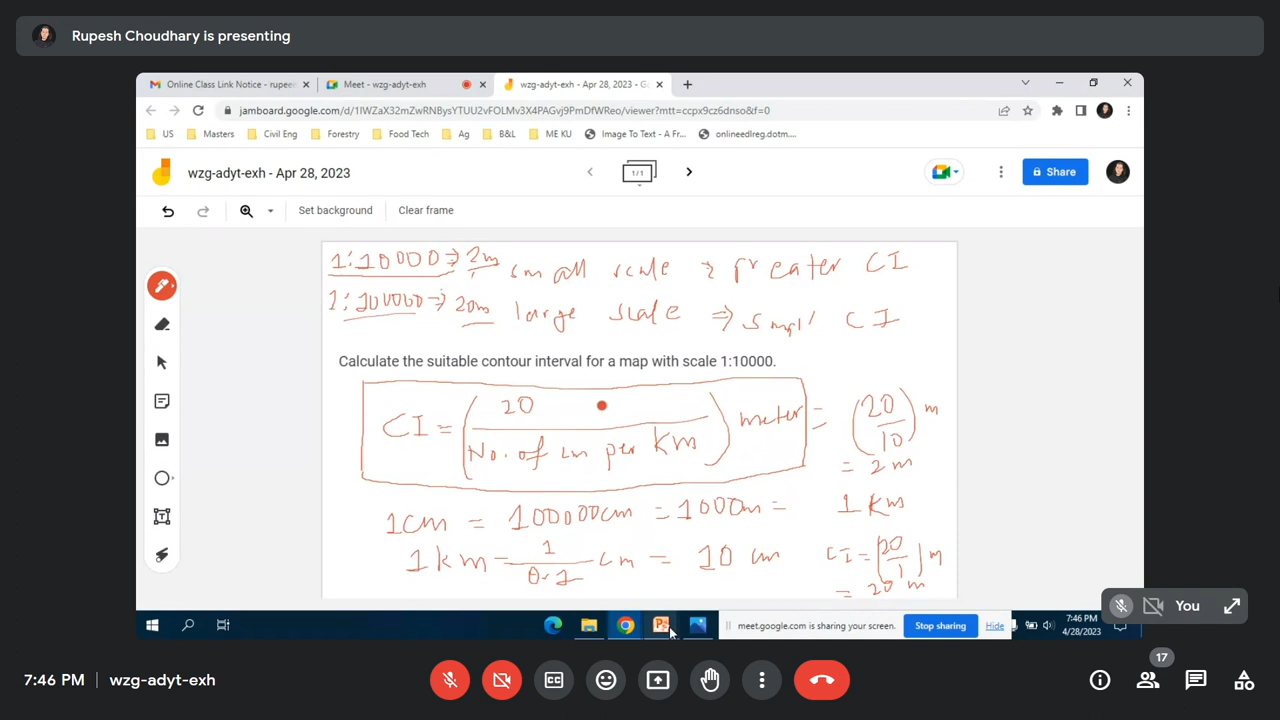 Rupesh Choudhary is presenting
Online Class Link Notice - rupee
Meet - wzg-adyt-exh
wzg-adyt-exh - Apr 28, 2023 - Go
jamboard.google.com/d/1IWZaX32mZwRNBysYTUU2vFOLMv3X4PAGvj9PmDfWReo/viewer?mtt=ccpx9cz6dnso&f=0
US Masters Civil Eng Forestry Food Tech Ag B&L ME KU Image To Text - A Fr... onlineedlreg.dotm....
wzg-adyt-exh - Apr 28, 2023
1/1
Share
Set background Clear frame
1:10000 ⇒ 2m small scale ⇒ greater CI
1:100000 ⇒ 20m large scale ⇒ small CI
Calculate the suitable contour interval for a map with scale 1:10000.
CI = (20 / No. of cm per Km) meter = (20/10) m
= 2 m
1cm = 100000cm = 1000m = 1 km
1 km = 1/0.1 cm = 10 cm
CI = (20/1) m
= 20 m
You
meet.google.com is sharing your screen. Stop sharing Hide
7:46 PM
4/28/2023
17
7:46 PM | wzg-adyt-exh